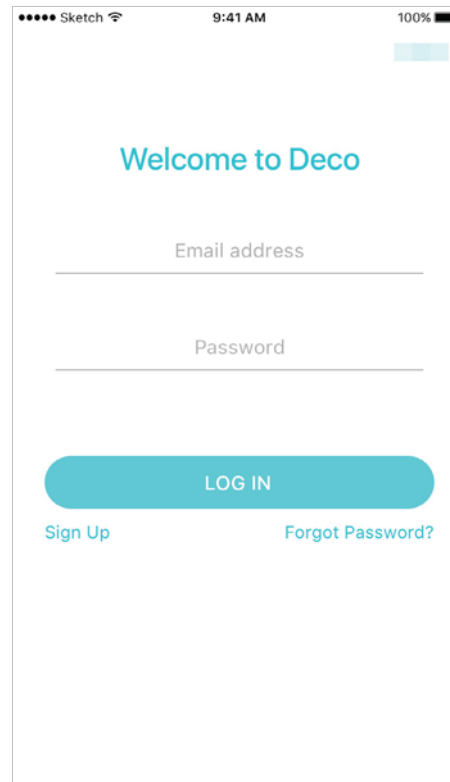 Sketch 9:41 AM 100%
Welcome to Deco
Email address
Password
LOG IN
Sign Up Forgot Password?